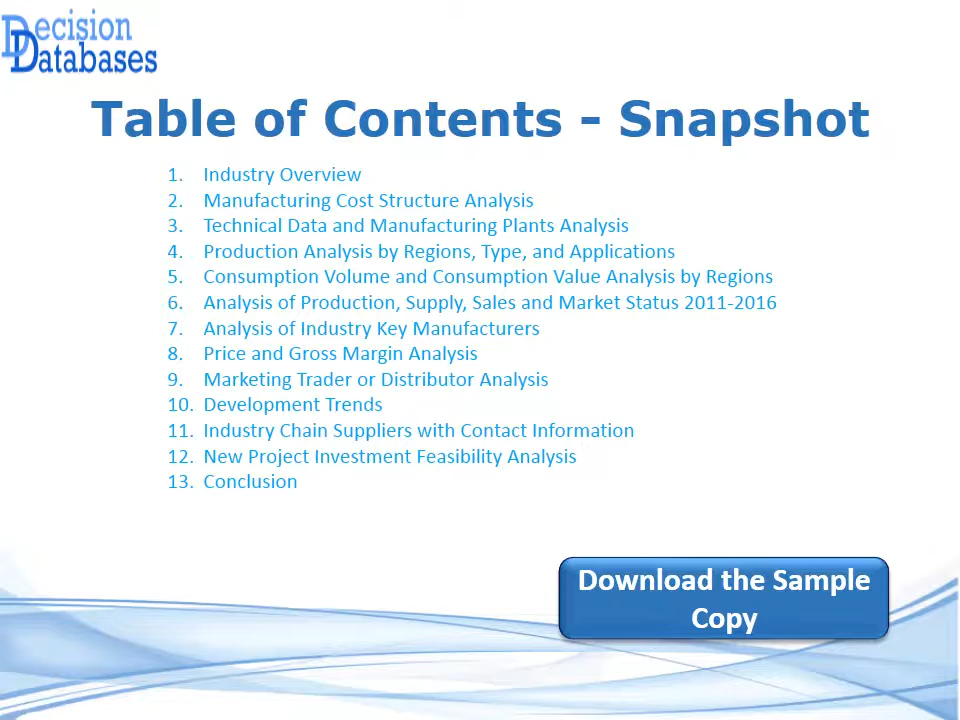 Decision
Databases
Table of Contents - Snapshot
1. Industry Overview
2. Manufacturing Cost Structure Analysis
3. Technical Data and Manufacturing Plants Analysis
4. Production Analysis by Regions, Type, and Applications
5. Consumption Volume and Consumption Value Analysis by Regions
6. Analysis of Production, Supply, Sales and Market Status 2011-2016
7. Analysis of Industry Key Manufacturers
8. Price and Gross Margin Analysis
9. Marketing Trader or Distributor Analysis
10. Development Trends
11. Industry Chain Suppliers with Contact Information
12. New Project Investment Feasibility Analysis
13. Conclusion
Download the Sample
Copy